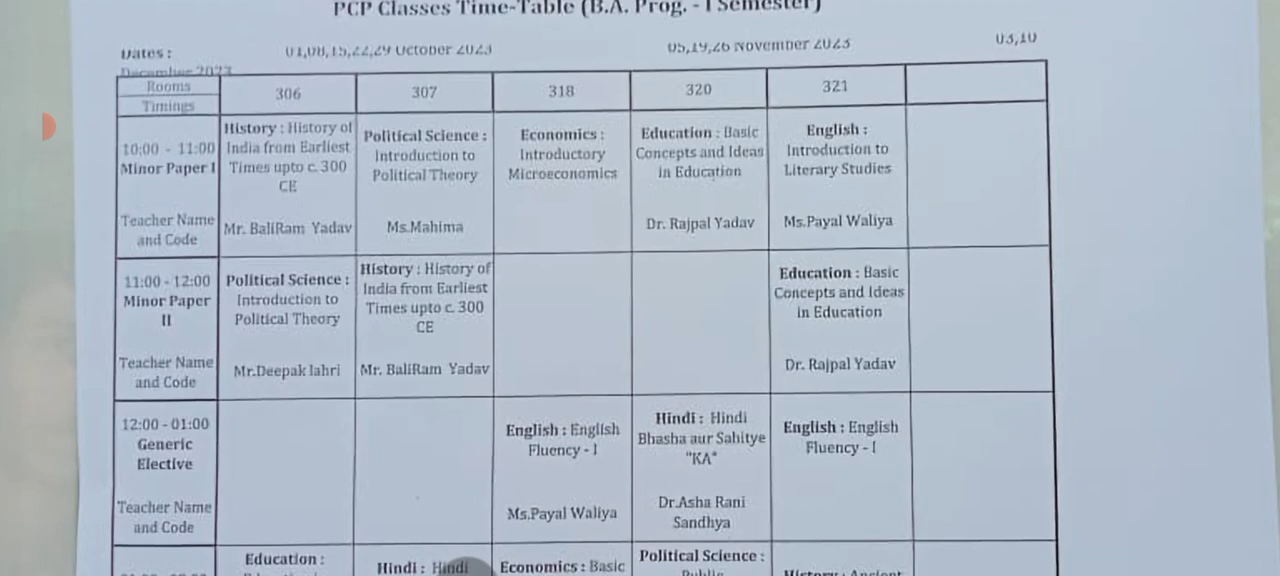 PCP Classes Time-Table (B.A. Prog. - I Semester)
Dates : 01,08,15,22,29 October 2023 05,19,26 November 2023 03,10
December 2023
Rooms
Timings
306 307 318 320 321
10:00 - 11:00
Minor Paper I
History : History of
India from Earliest
Times upto c. 300
CE
Political Science :
Introduction to
Political Theory
Economics :
Introductory
Microeconomics
Education : Basic
Concepts and Ideas
in Education
English :
Introduction to
Literary Studies
Teacher Name
and Code
Mr. BaliRam Yadav
Ms.Mahima
Dr. Rajpal Yadav
Ms.Payal Waliya
11:00 - 12:00
Minor Paper
II
Political Science :
Introduction to
Political Theory
History : History of
India from Earliest
Times upto c. 300
CE
Education : Basic
Concepts and Ideas
in Education
Teacher Name
and Code
Mr.Deepak lahri
Mr. BaliRam Yadav
Dr. Rajpal Yadav
12:00 - 01:00
Generic
Elective
English : English
Fluency - I
Hindi : Hindi
Bhasha aur Sahitye
"KA"
English : English
Fluency - I
Teacher Name
and Code
Ms.Payal Waliya
Dr.Asha Rani
Sandhya
Education :
Hindi : Hindi
Economics : Basic
Political Science :
Public
History : Ancient